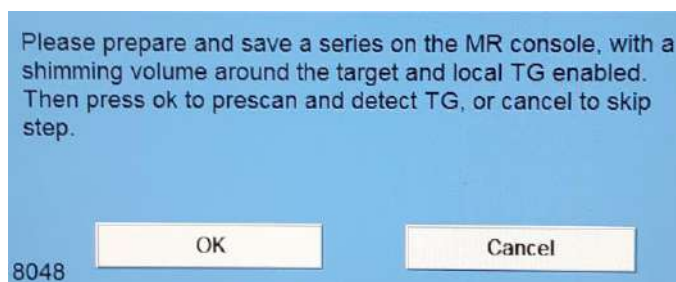 Please prepare and save a series on the MR console, with a
shimming volume around the target and local TG enabled.
Then press ok to prescan and detect TG, or cancel to skip
step.
OK
Cancel
8048